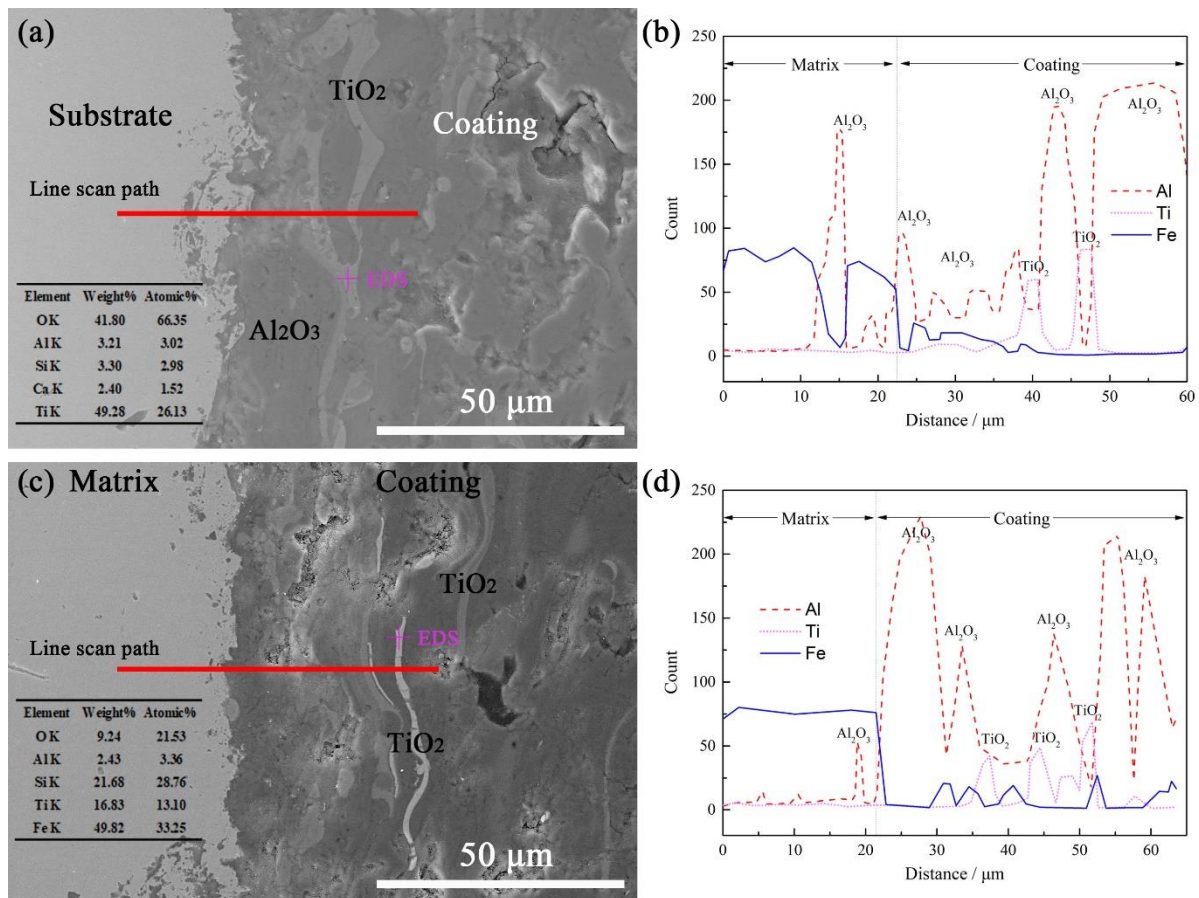 (a)
TiO2
Substrate
Coating
Line scan path
EDS
Al2O3
Element Weight% Atomic%
O K 41.80 66.35
Al K 3.21 3.02
Si K 3.30 2.98
Ca K 2.40 1.52
Ti K 49.28 26.13
50 μm
(b)
250
200
150
100
50
0
Count
Matrix
Coating
Al2O3
Al2O3
Al2O3
Al2O3
Al2O3
TiO2
TiO2
Al
Ti
Fe
0 10 20 30 40 50 60
Distance / μm
(c) Matrix
Coating
TiO2
EDS
Line scan path
TiO2
Element Weight% Atomic%
O K 9.24 21.53
Al K 2.43 3.36
Si K 21.68 28.76
Ti K 16.83 13.10
Fe K 49.82 33.25
50 μm
(d)
250
200
150
100
50
0
Count
Matrix
Coating
Al2O3
Al2O3
Al2O3
Al2O3
Al2O3
TiO2
TiO2
TiO2
Al
Ti
Fe
0 10 20 30 40 50 60
Distance / μm